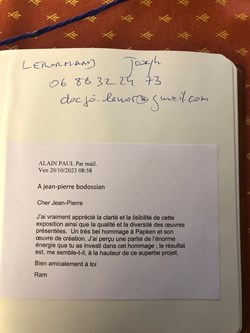 LENORMAND Joseph
06 88 32 24 73
doc.jo.lenor@gmail.com
ALAIN PAUL Par mail.
Ven 20/10/2023 08:58
A jean-pierre bodossian
Cher Jean-Pierre
J'ai vraiment apprécié la clarté et la lisibilité de cette
exposition ainsi que la qualité et la diversité des œuvres
présentées. Un très bel hommage à Papken et son
œuvre de création. J'ai perçu une partie de l'énorme
énergie que tu as investi dans cet hommage ; le résultat
est, me semble-t-il, à la hauteur de ce superbe projet.
Bien amicalement à toi
Ram